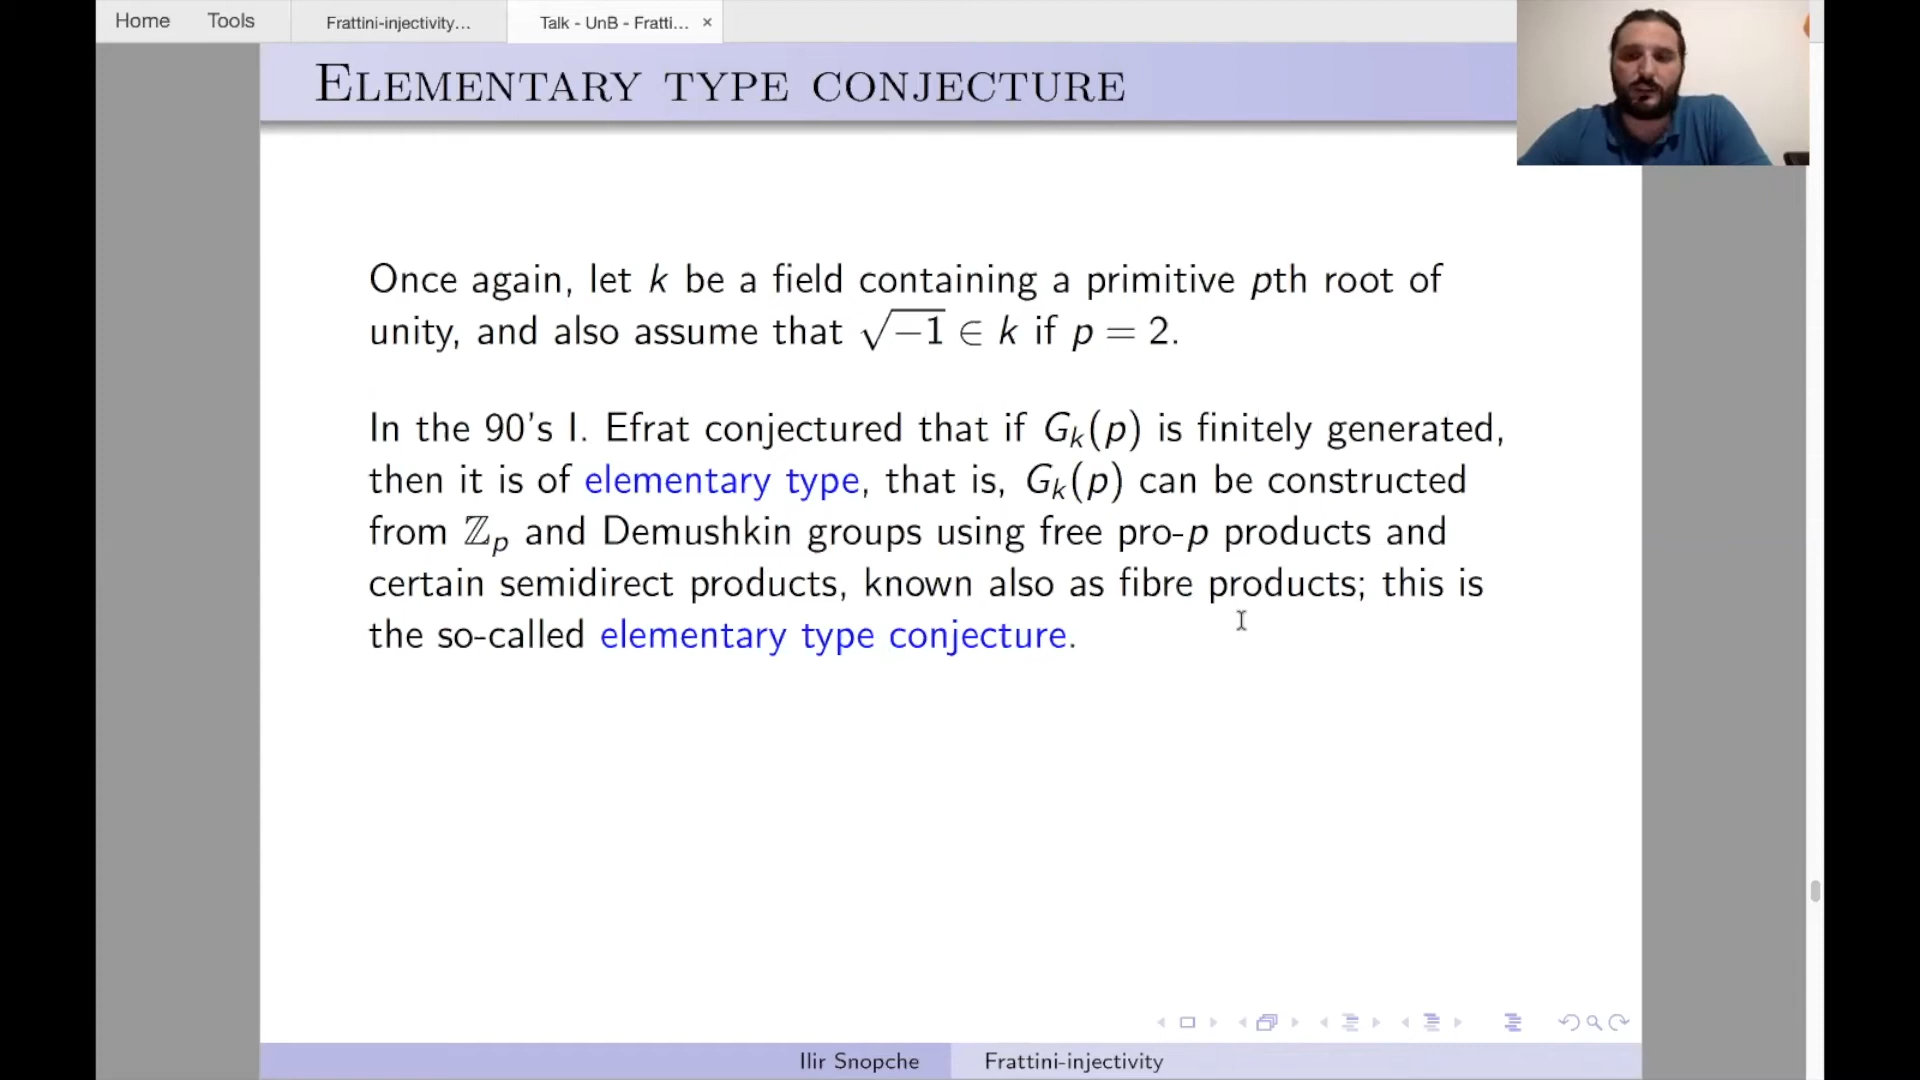 Home Tools Frattini-injectivity... Talk - UnB - Fratti... ×
ELEMENTARY TYPE CONJECTURE
Once again, let k be a field containing a primitive pth root of
unity, and also assume that √−1 ∈ k if p = 2.
In the 90's I. Efrat conjectured that if G_k(p) is finitely generated,
then it is of elementary type, that is, G_k(p) can be constructed
from ℤ_p and Demushkin groups using free pro-p products and
certain semidirect products, known also as fibre products; this is
the so-called elementary type conjecture.
Ilir Snopche Frattini-injectivity